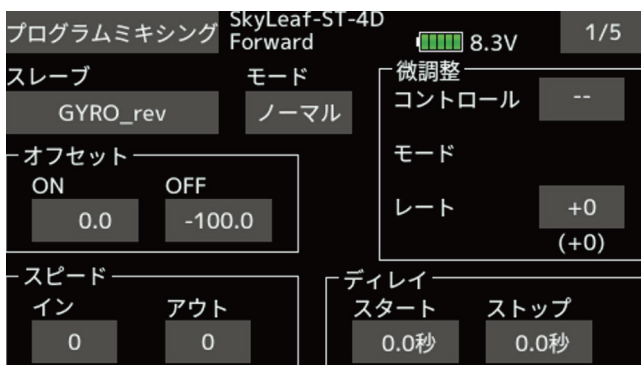 プログラムミキシング
SkyLeaf-ST-4D
Forward
8.3V
1/5
スレーブ
モード
GYRO_rev
ノーマル
微調整
コントロール
--
モード
レート
+0
(+0)
オフセット
ON
OFF
0.0
-100.0
スピード
イン
アウト
0
0
ディレイ
スタート
ストップ
0.0秒
0.0秒